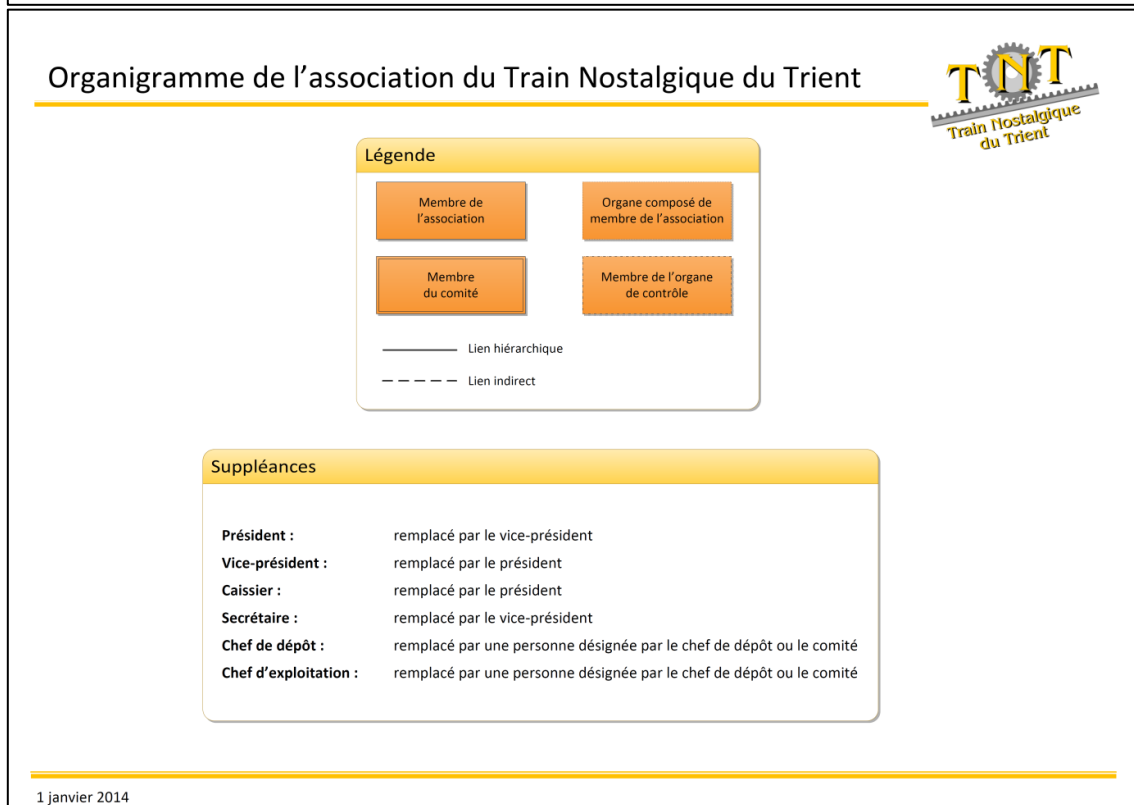 Organigramme de l’association du Train Nostalgique du Trient
TNT
Train Nostalgique
du Trient
Légende
Membre de
l’association
Organe composé de
membre de l’association
Membre
du comité
Membre de l’organe
de contrôle
Lien hiérarchique
Lien indirect
Suppléances
Président : remplacé par le vice-président
Vice-président : remplacé par le président
Caissier : remplacé par le président
Secrétaire : remplacé par le vice-président
Chef de dépôt : remplacé par une personne désignée par le chef de dépôt ou le comité
Chef d’exploitation : remplacé par une personne désignée par le chef de dépôt ou le comité
1 janvier 2014